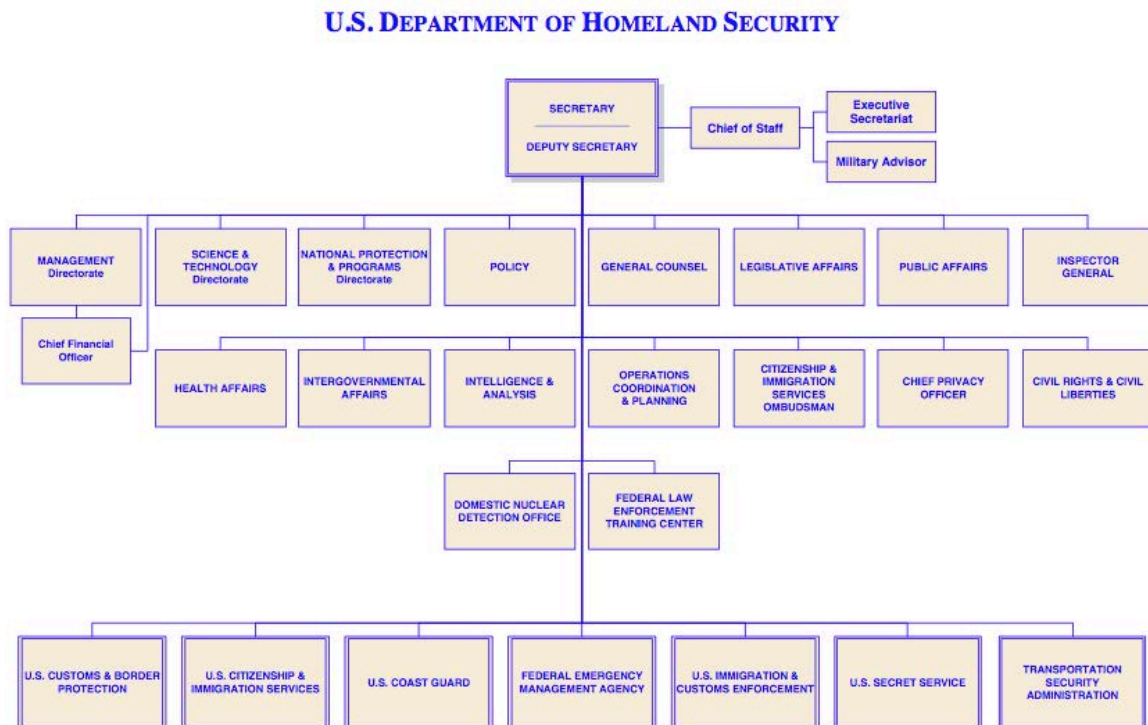 U.S. DEPARTMENT OF HOMELAND SECURITY
SECRETARY
DEPUTY SECRETARY
Chief of Staff
Executive
Secretariat
Military Advisor
MANAGEMENT
Directorate
SCIENCE &
TECHNOLOGY
Directorate
NATIONAL PROTECTION
& PROGRAMS
Directorate
POLICY
GENERAL COUNSEL
LEGISLATIVE AFFAIRS
PUBLIC AFFAIRS
INSPECTOR
GENERAL
Chief Financial
Officer
HEALTH AFFAIRS
INTERGOVERNMENTAL
AFFAIRS
INTELLIGENCE &
ANALYSIS
OPERATIONS
COORDINATION
& PLANNING
CITIZENSHIP &
IMMIGRATION
SERVICES
OMBUDSMAN
CHIEF PRIVACY
OFFICER
CIVIL RIGHTS & CIVIL
LIBERTIES
DOMESTIC NUCLEAR
DETECTION OFFICE
FEDERAL LAW
ENFORCEMENT
TRAINING CENTER
U.S. CUSTOMS & BORDER
PROTECTION
U.S. CITIZENSHIP &
IMMIGRATION SERVICES
U.S. COAST GUARD
FEDERAL EMERGENCY
MANAGEMENT AGENCY
U.S. IMMIGRATION &
CUSTOMS ENFORCEMENT
U.S. SECRET SERVICE
TRANSPORTATION
SECURITY
ADMINISTRATION